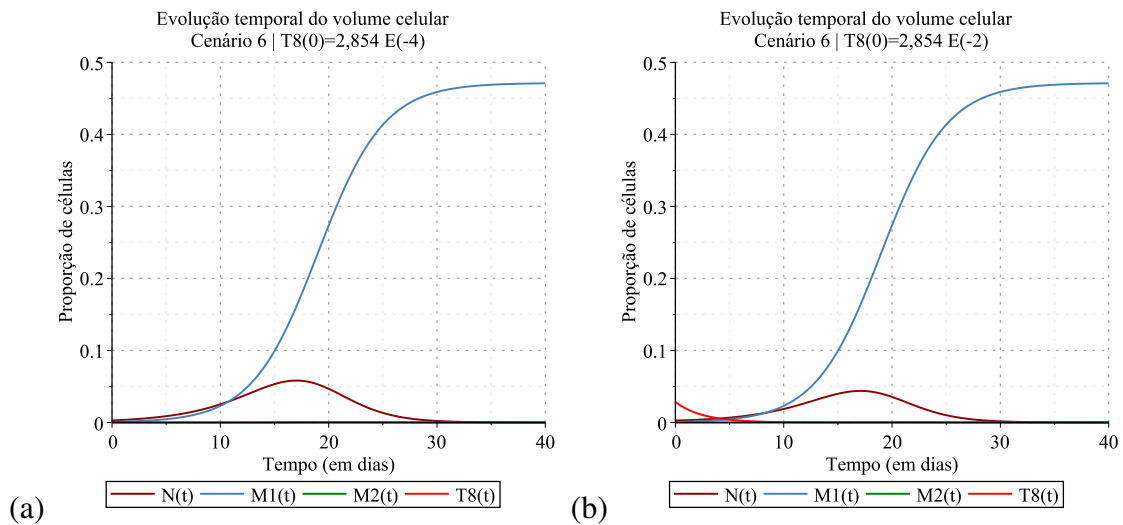 Evolução temporal do volume celular
Cenário 6 | T8(0)=2,854 E(-4)
0.5
0.4
0.3
0.2
0.1
0
Proporção de células
0 10 20 30 40
Tempo (em dias)
N(t) M1(t) M2(t) T8(t)
(a)
Evolução temporal do volume celular
Cenário 6 | T8(0)=2,854 E(-2)
0.5
0.4
0.3
0.2
0.1
0
Proporção de células
0 10 20 30 40
Tempo (em dias)
N(t) M1(t) M2(t) T8(t)
(b)